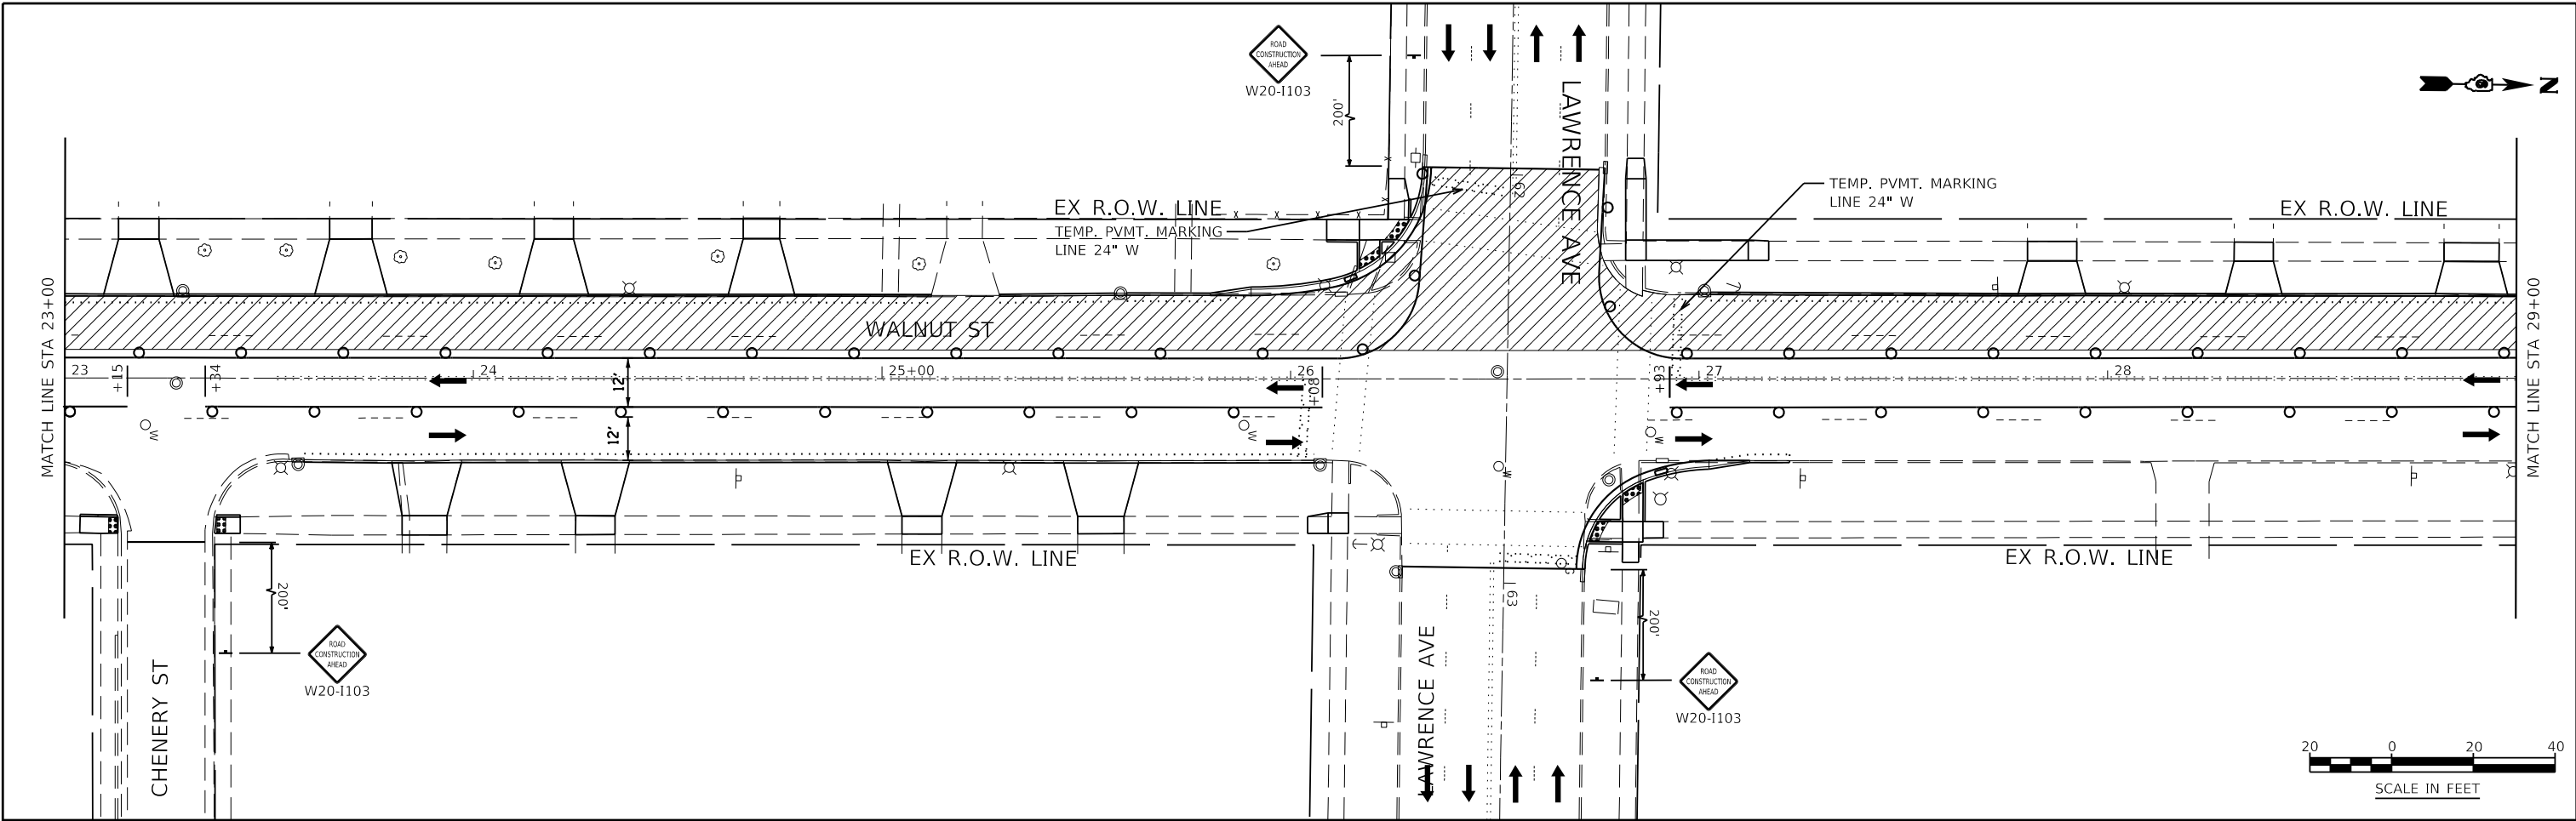 ROAD
CONSTRUCTION
AHEAD
W20-I103
200'
LAWRENCE AVE
N
62
TEMP. PVMT. MARKING
LINE 24" W
EX R.O.W. LINE
TEMP. PVMT. MARKING
LINE 24" W
EX R.O.W. LINE
MATCH LINE STA 23+00
WALNUT ST
MATCH LINE STA 29+00
23
+15
+34
24
12'
25+00
26
+08
+93
27
28
12'
W
W
W
W
EX R.O.W. LINE
EX R.O.W. LINE
200'
63
200'
ROAD
CONSTRUCTION
AHEAD
W20-I103
CHENERY ST
LAWRENCE AVE
ROAD
CONSTRUCTION
AHEAD
W20-I103
20 0 20 40
SCALE IN FEET